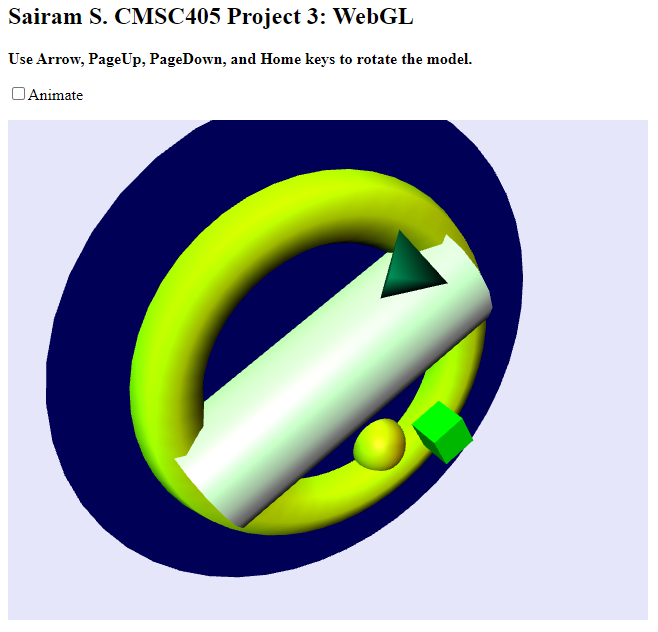 Sairam S. CMSC405 Project 3: WebGL
Use Arrow, PageUp, PageDown, and Home keys to rotate the model.
Animate